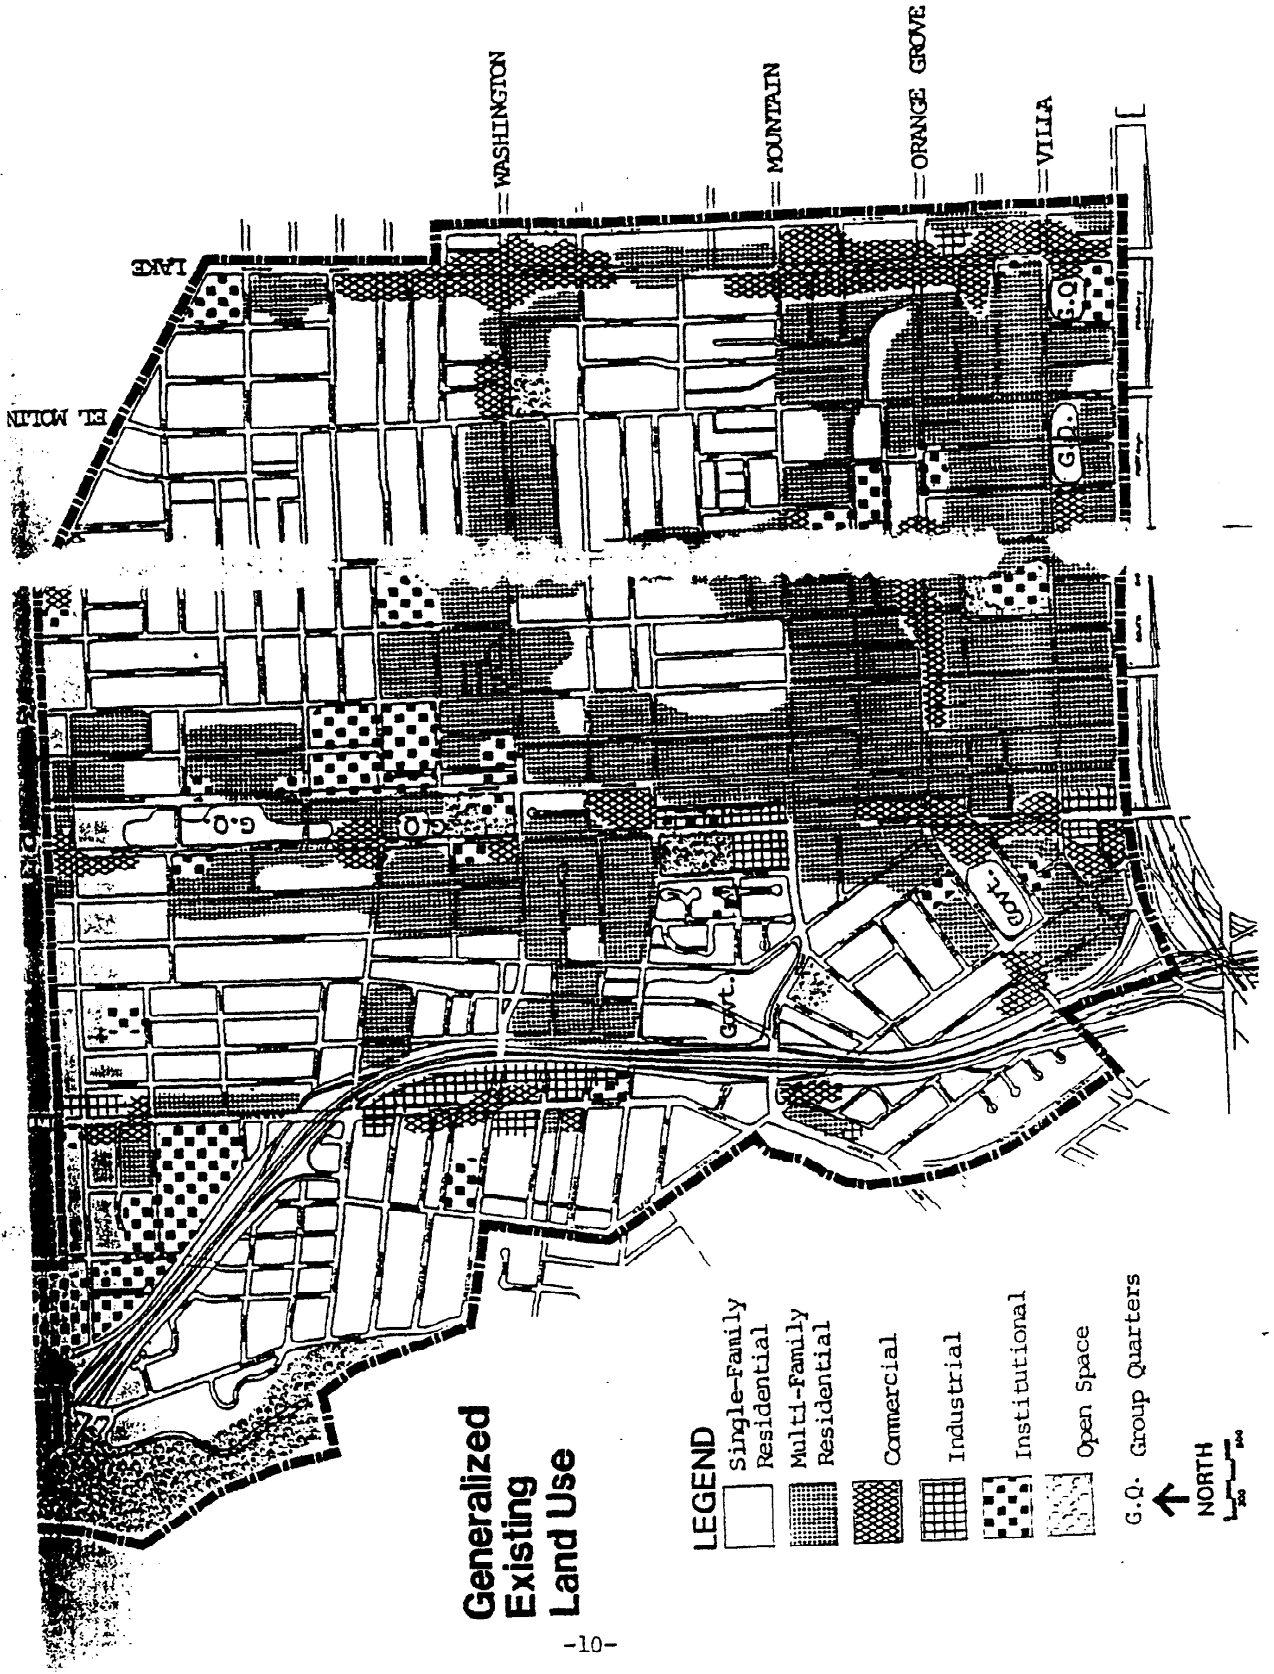 LAKE
EL MOLIN
WASHINGTON
MOUNTAIN
ORANGE GROVE
VILLA
G.Q
G.Q.
G.Q
G.Q
Govt.
Govt.
Generalized
Existing
Land Use
LEGEND
Single-Family
Residential
Multi-Family
Residential
Commercial
Industrial
Institutional
Open Space
G.Q. Group Quarters
NORTH
-10-